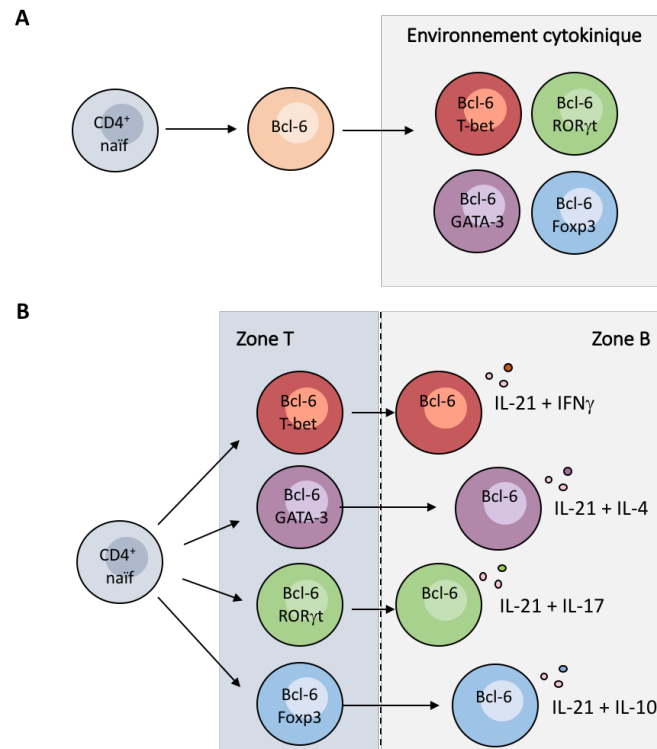 A
Environnement cytokinique
CD4⁺
naïf
Bcl-6
Bcl-6
T-bet
Bcl-6
RORγt
Bcl-6
GATA-3
Bcl-6
Foxp3
B
Zone T
Zone B
CD4⁺
naïf
Bcl-6
T-bet
Bcl-6
IL-21 + IFNγ
Bcl-6
GATA-3
Bcl-6
IL-21 + IL-4
Bcl-6
RORγt
Bcl-6
IL-21 + IL-17
Bcl-6
Foxp3
Bcl-6
IL-21 + IL-10